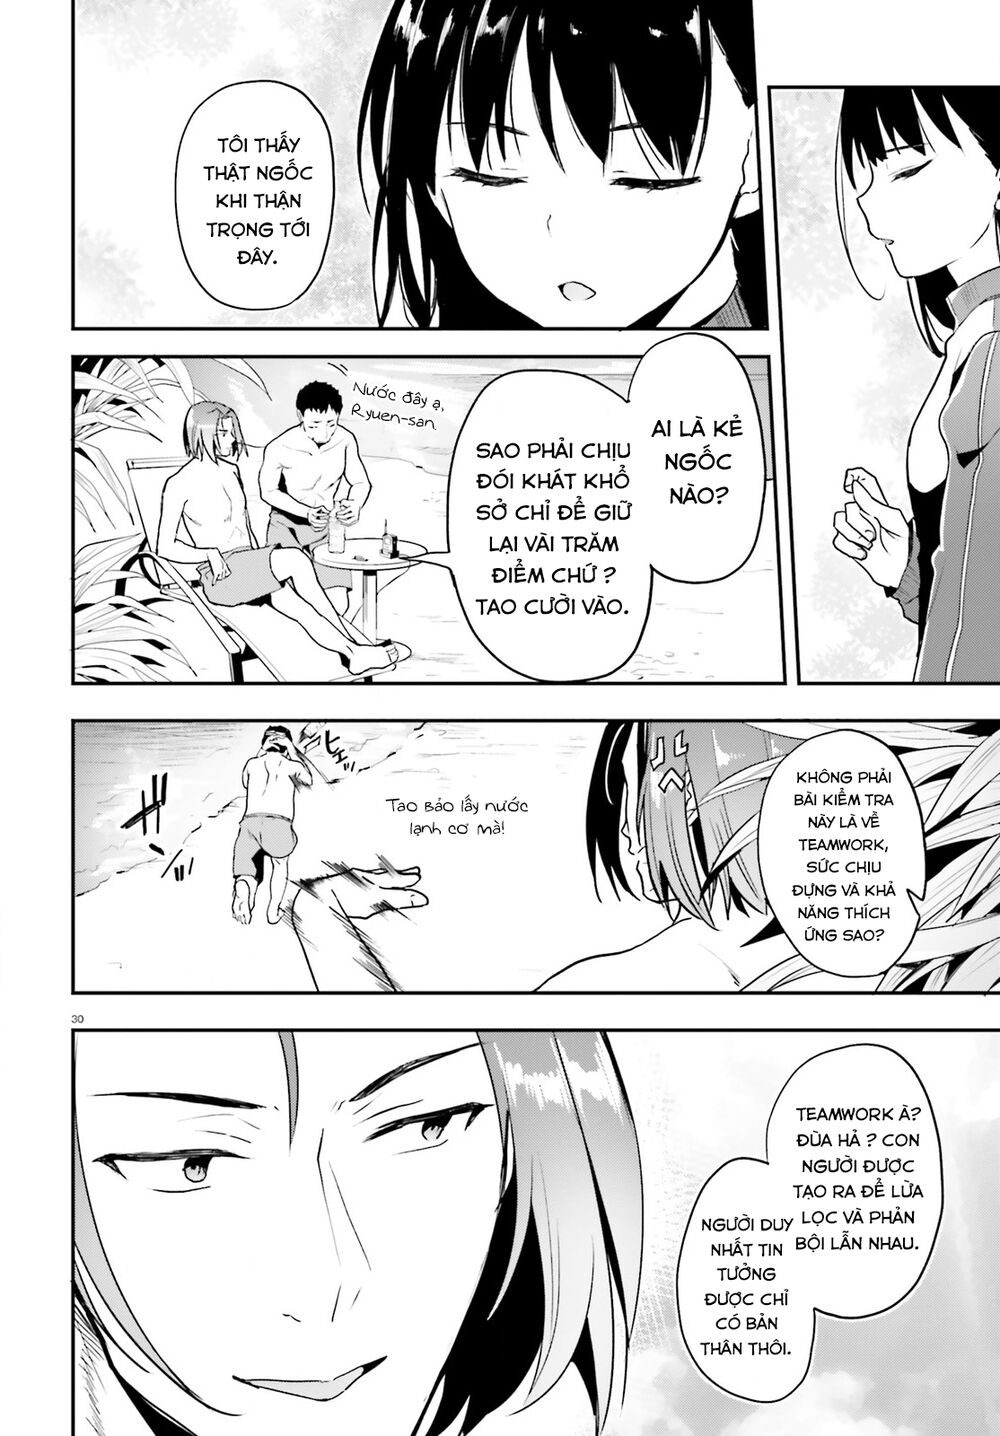 TÔI THẤY
THẬT NGỐC
KHI THẬN
TRỌNG TỚI
ĐÂY.
AI LÀ KẺ
NGỐC
NÀO?
SAO PHẢI CHỊU
ĐÓI KHÁT KHỔ
SỞ CHỈ ĐỂ GIỮ
LẠI VÀI TRĂM
ĐIỂM CHỨ ?
TAO CƯỜI VÀO.
Nước đây ạ,
Ryuen-san.
KHÔNG PHẢI
BÀI KIỂM TRA
NÀY LÀ VỀ
TEAMWORK,
SỨC CHỊU
ĐỰNG VÀ KHẢ
NĂNG THÍCH
ỨNG SAO?
Tao Bảo lấy nước
lạnh cơ mà!
30
TEAMWORK À?
ĐÙA HẢ ? CON
NGƯỜI ĐƯỢC
TẠO RA ĐỂ LỪA
LỌC VÀ PHẢN
BỘI LẪN NHAU.
NGƯỜI DUY
NHẤT TIN
TƯỞNG
ĐƯỢC CHỈ
CÓ BẢN
THÂN THÔI.